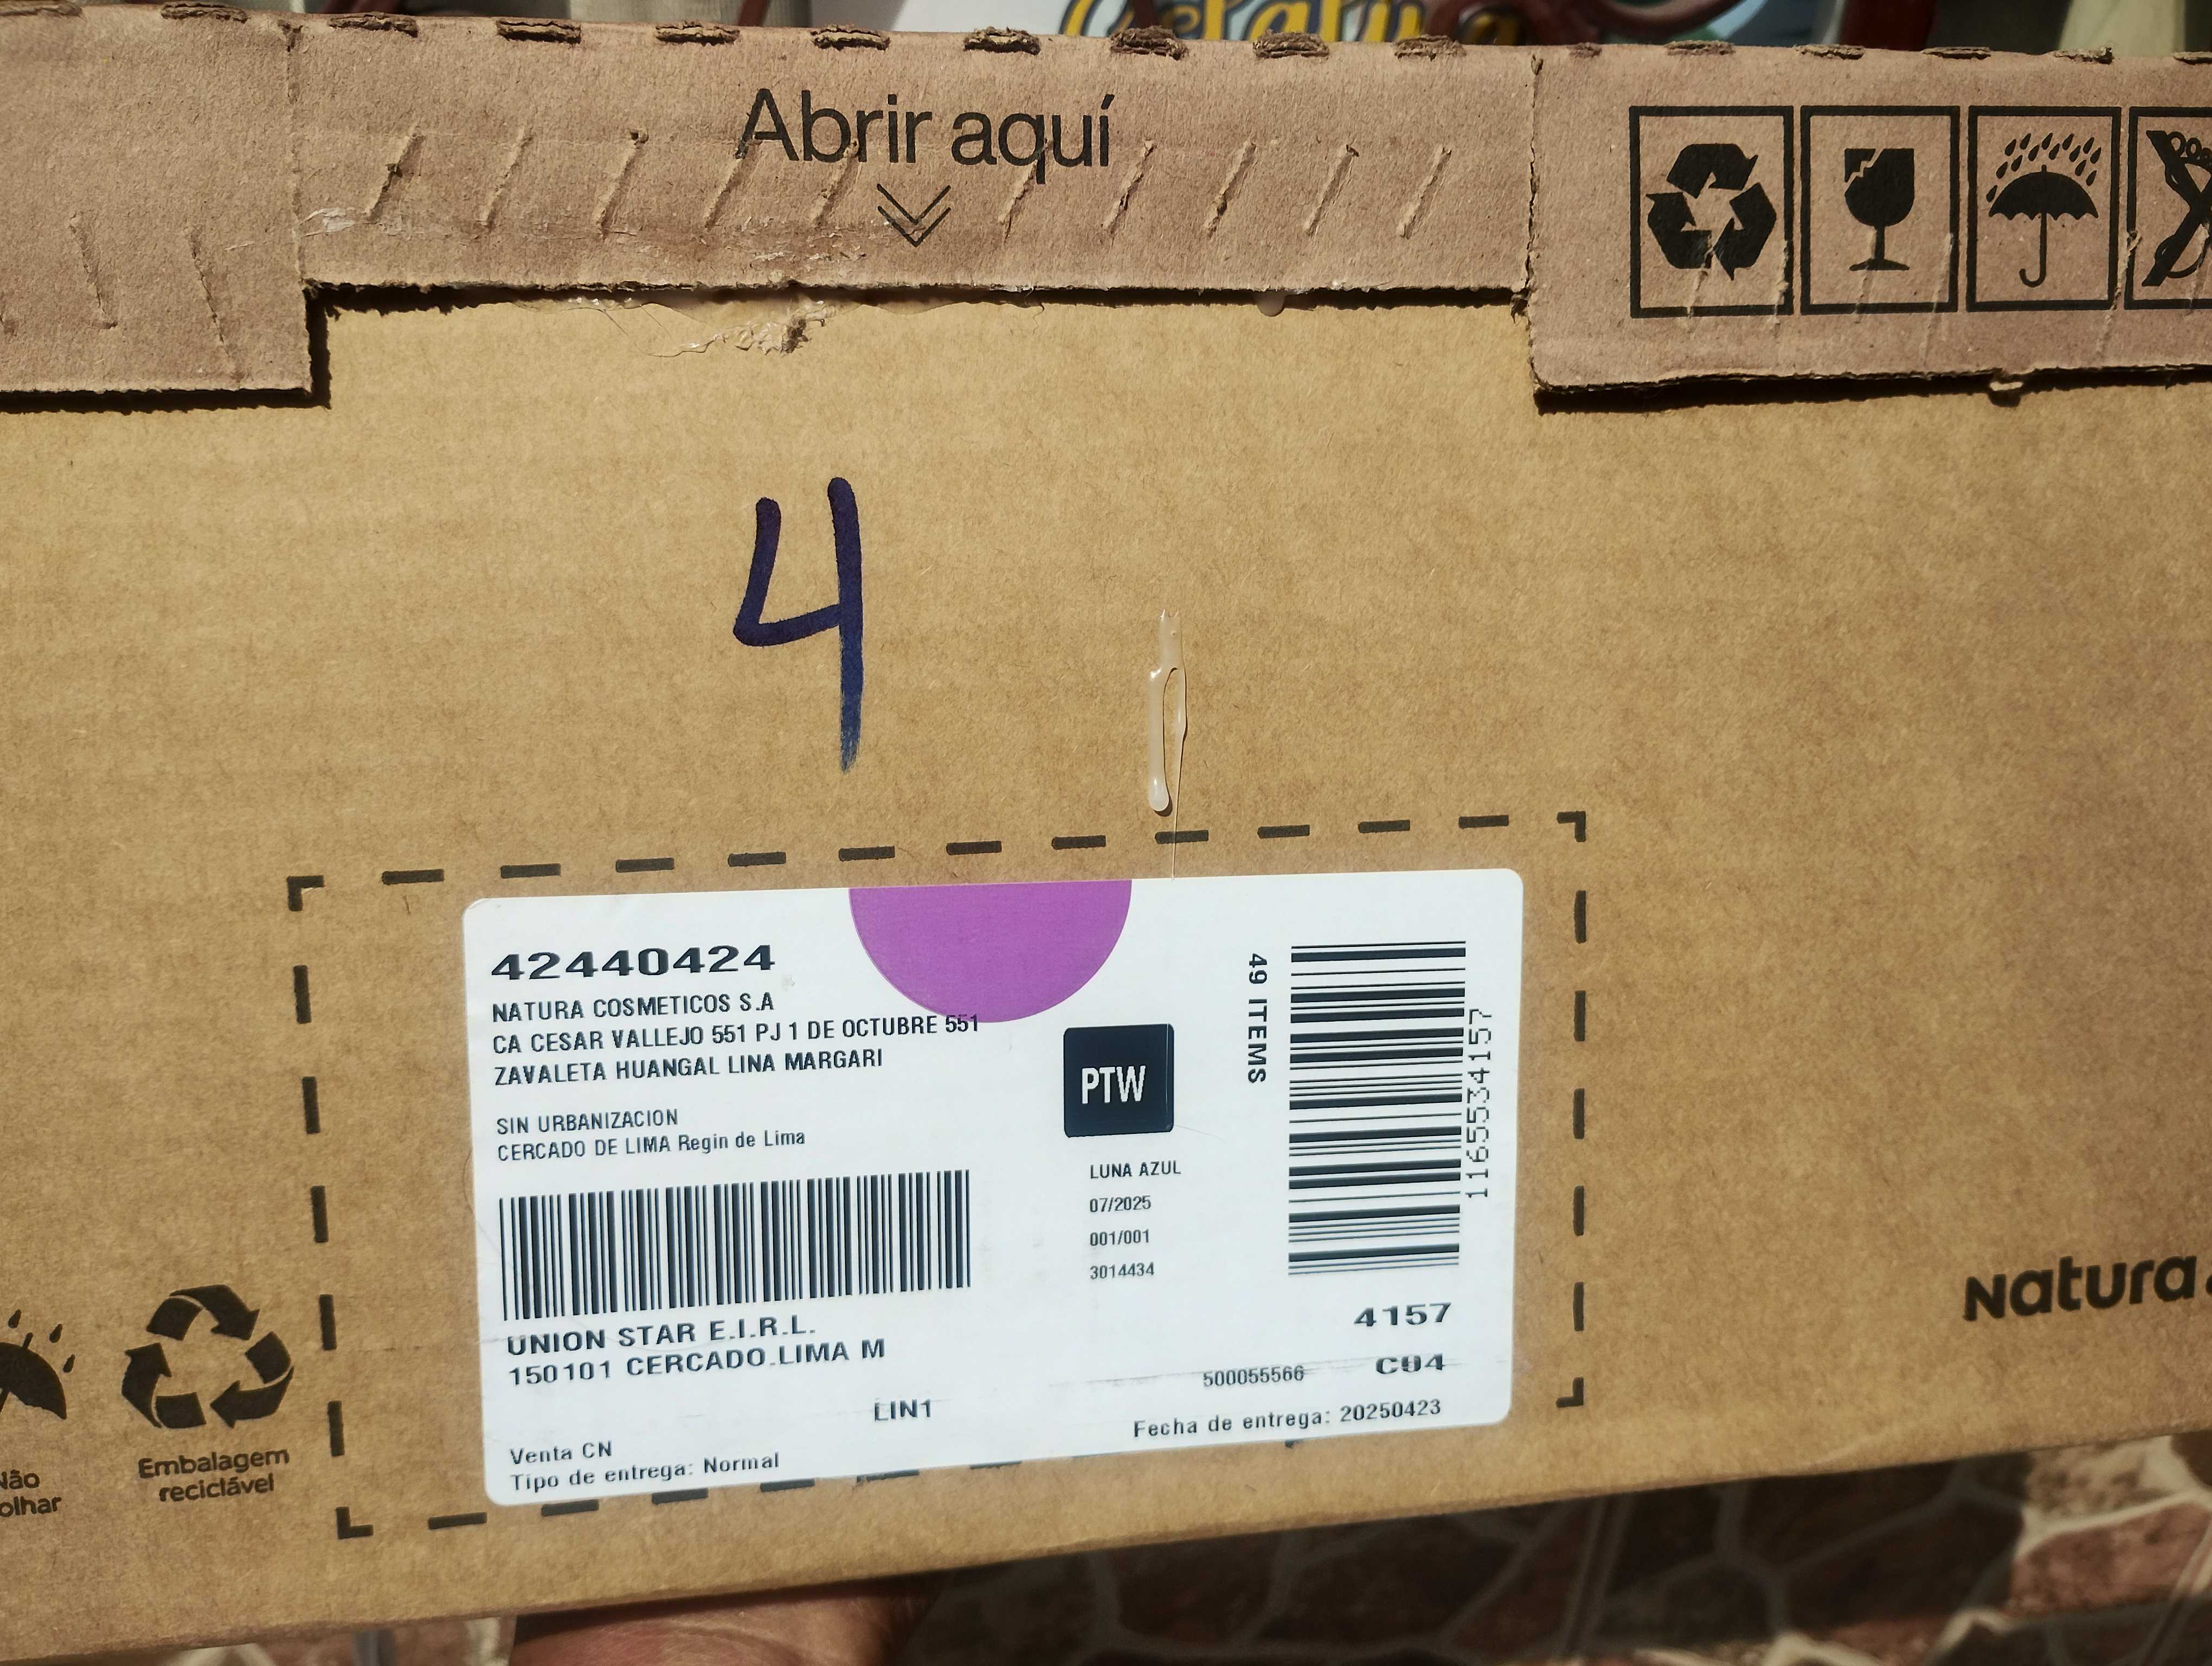 Abrir aquí
4
42440424
NATURA COSMETICOS S.A
CA CESAR VALLEJO 551 PJ 1 DE OCTUBRE 551
ZAVALETA HUANGAL LINA MARGARI
SIN URBANIZACION
CERCADO DE LIMA Regin de Lima
UNION STAR E.I.R.L.
150101 CERCADO.LIMA M
LIN1
Venta CN
Tipo de entrega: Normal
PTW
LUNA AZUL
07/2025
001/001
3014434
49 ITEMS
1165534157
4157
500055566
C04
Fecha de entrega: 20250423
Não
olhar
Embalagem
reciclável
Natura